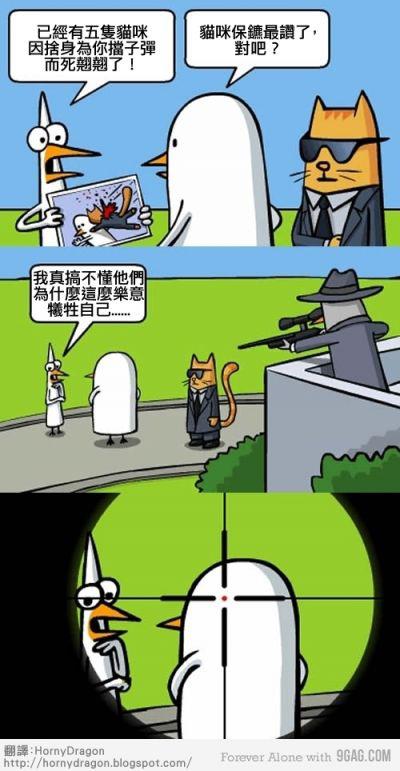 已經有五隻貓咪
因捨身為你擋子彈
而死翹翹了！
貓咪保鑣最讚了，
對吧？
我真搞不懂他們
為什麼這麼樂意
犠牲自己......
翻譯:HornyDragon
http://hornydragon.blogspot.com/
Forever Alone with 9GAG.COM